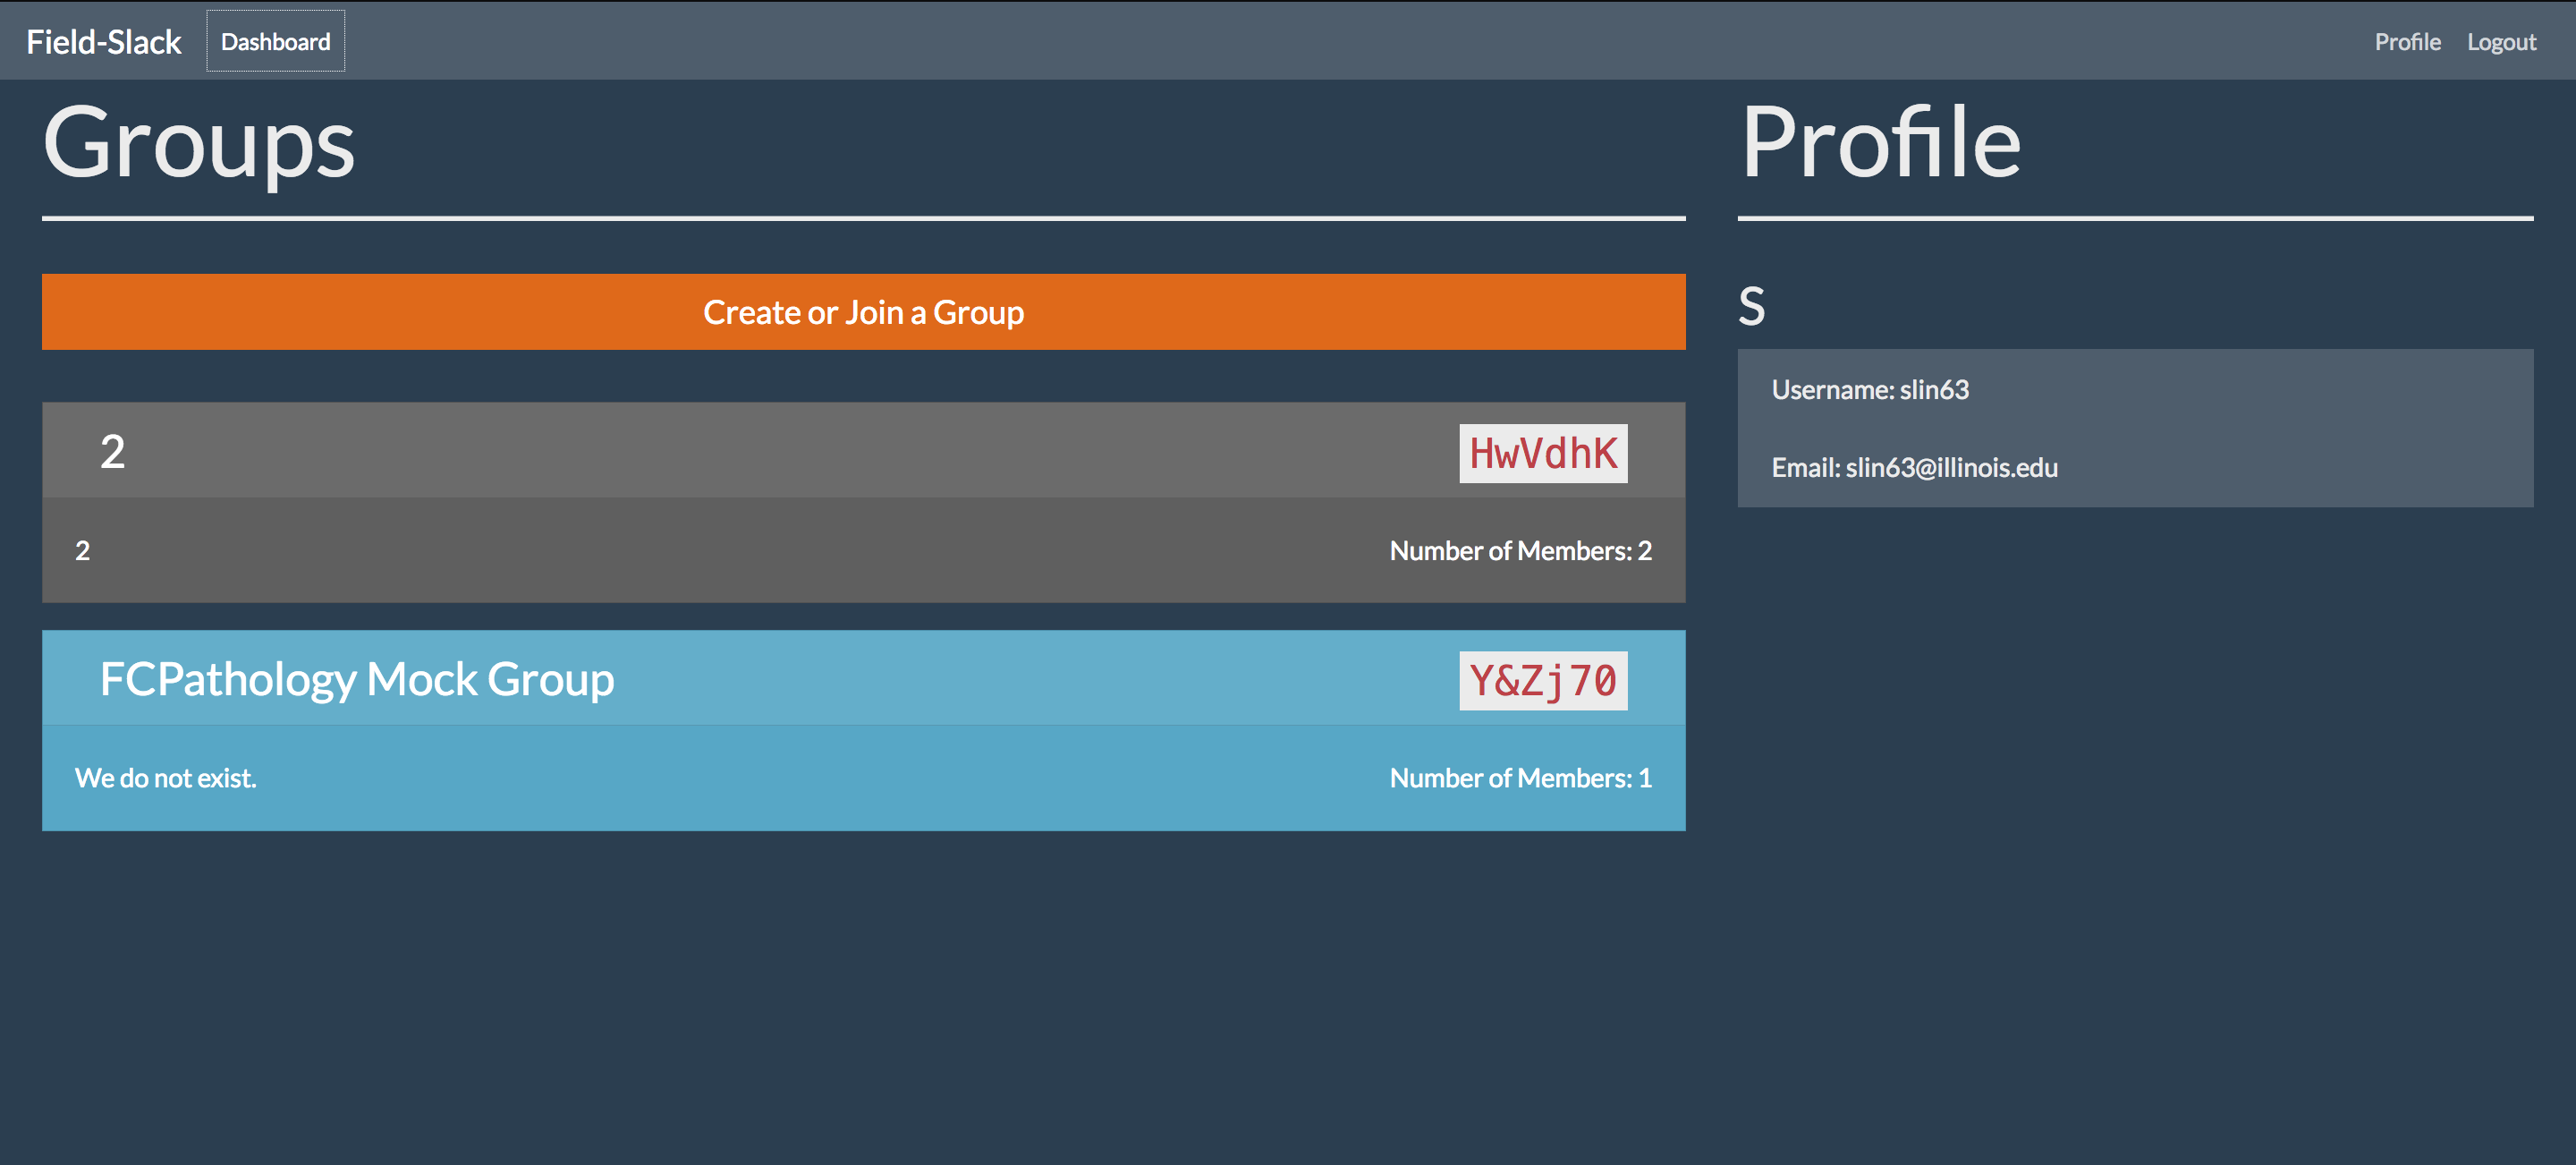 Field-Slack Dashboard Profile Logout
Groups
Create or Join a Group
2 HwVdhK
2 Number of Members: 2
FCPathology Mock Group Y&Zj70
We do not exist. Number of Members: 1
Profile
S
Username: slin63
Email: slin63@illinois.edu